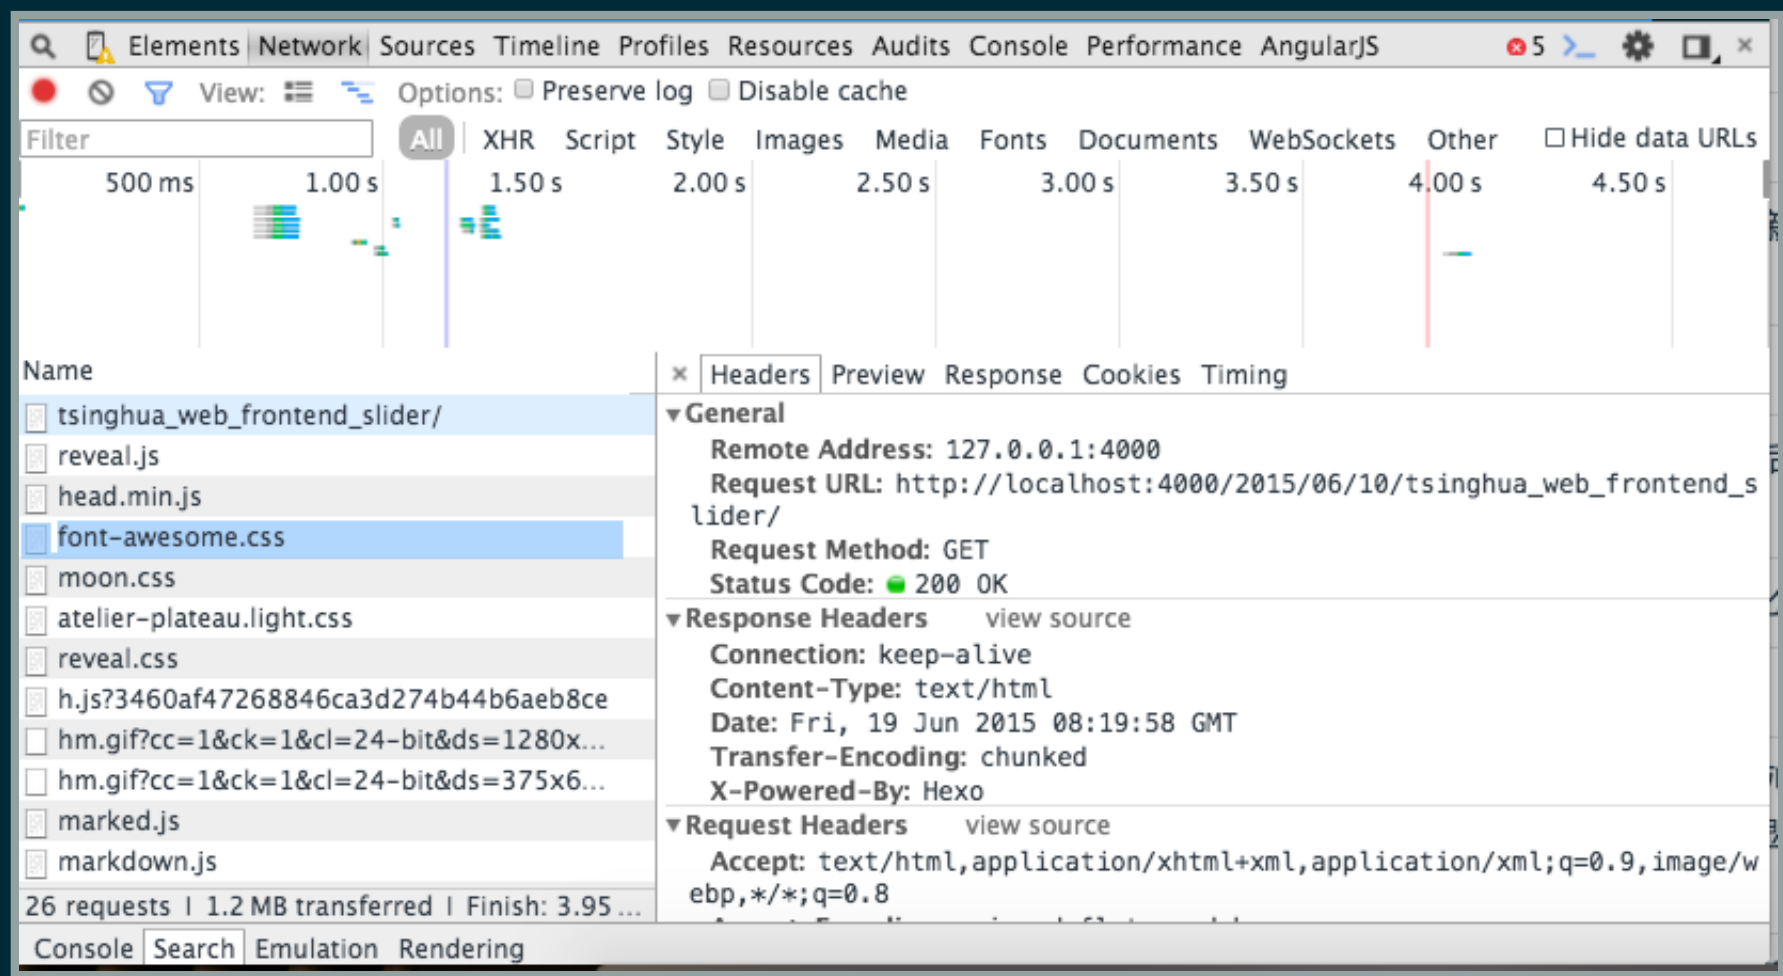 Elements Network Sources Timeline Profiles Resources Audits Console Performance AngularJS 5
View: Options: Preserve log Disable cache
Filter All XHR Script Style Images Media Fonts Documents WebSockets Other Hide data URLs
500 ms 1.00 s 1.50 s 2.00 s 2.50 s 3.00 s 3.50 s 4.00 s 4.50 s
Name
tsinghua_web_frontend_slider/
reveal.js
head.min.js
font-awesome.css
moon.css
atelier-plateau.light.css
reveal.css
h.js?3460af47268846ca3d274b44b6aeb8ce
hm.gif?cc=1&ck=1&cl=24-bit&ds=1280x...
hm.gif?cc=1&ck=1&cl=24-bit&ds=375x6...
marked.js
markdown.js
26 requests | 1.2 MB transferred | Finish: 3.95 ...
× Headers Preview Response Cookies Timing
▼General
Remote Address: 127.0.0.1:4000
Request URL: http://localhost:4000/2015/06/10/tsinghua_web_frontend_s
lider/
Request Method: GET
Status Code: 200 OK
▼Response Headers view source
Connection: keep-alive
Content-Type: text/html
Date: Fri, 19 Jun 2015 08:19:58 GMT
Transfer-Encoding: chunked
X-Powered-By: Hexo
▼Request Headers view source
Accept: text/html,application/xhtml+xml,application/xml;q=0.9,image/w
ebp,*/*;q=0.8
Console Search Emulation Rendering